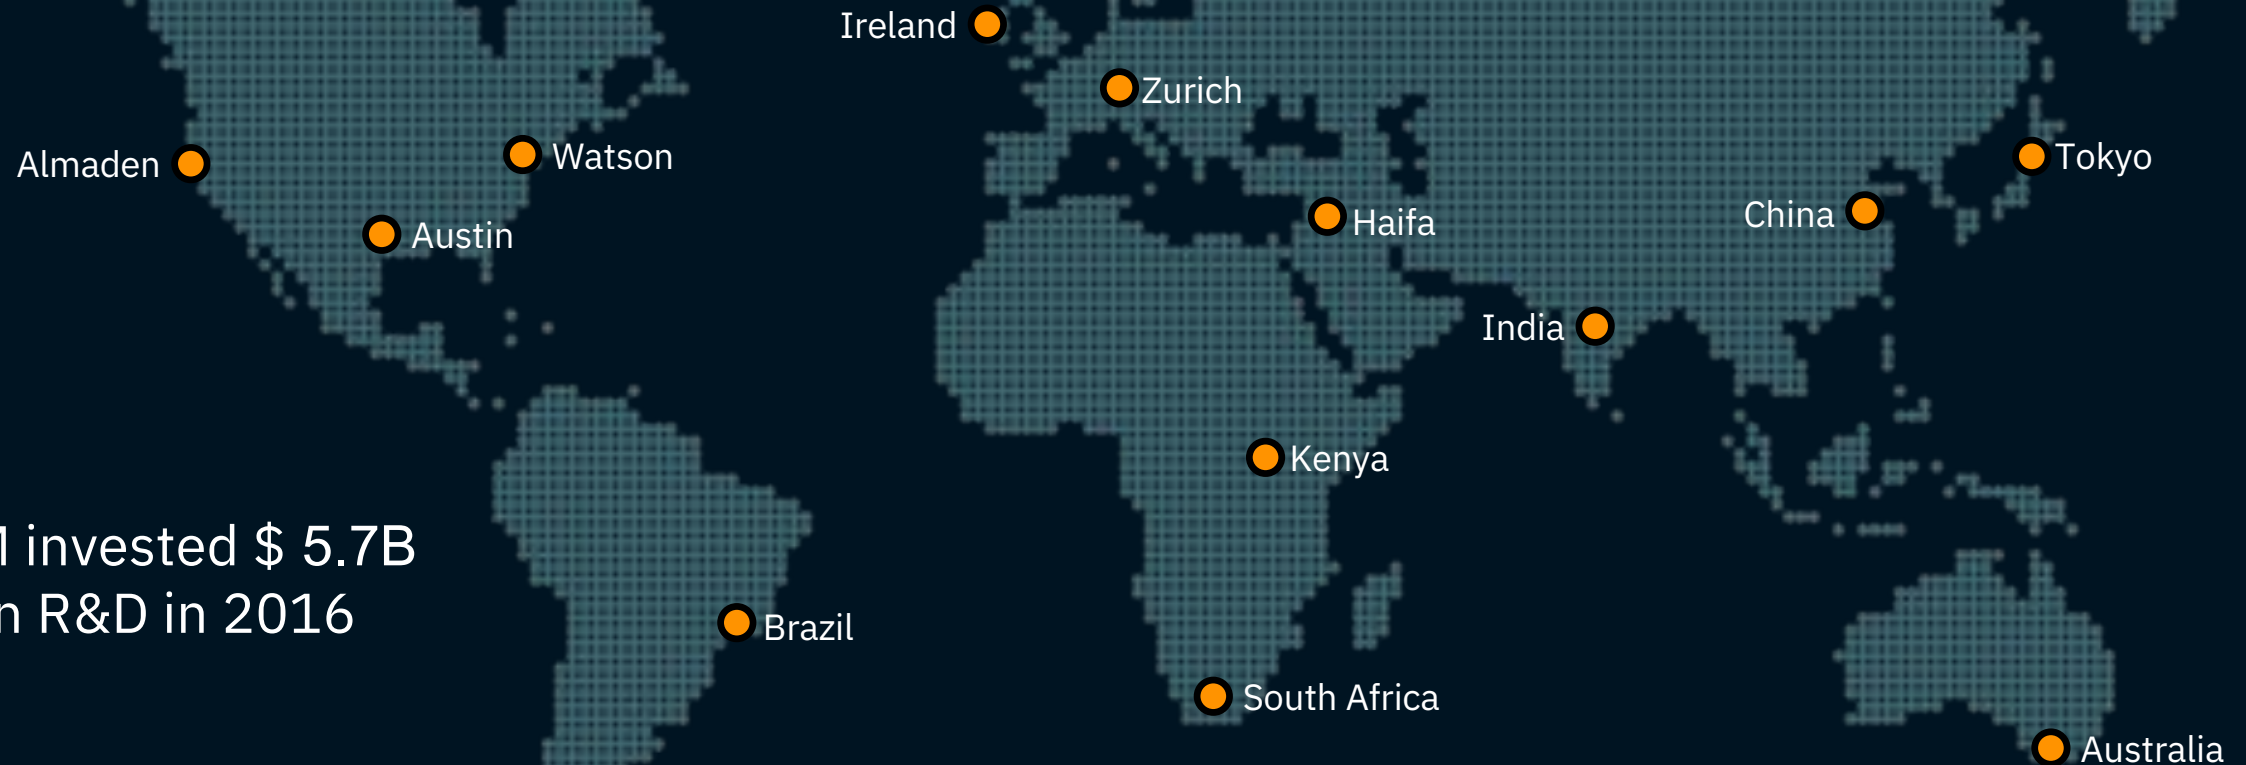 Ireland
Zurich
Almaden
Watson
Tokyo
Austin
Haifa
China
India
Kenya
invested $ 5.7B
R&D in 2016
Brazil
South Africa
Australia